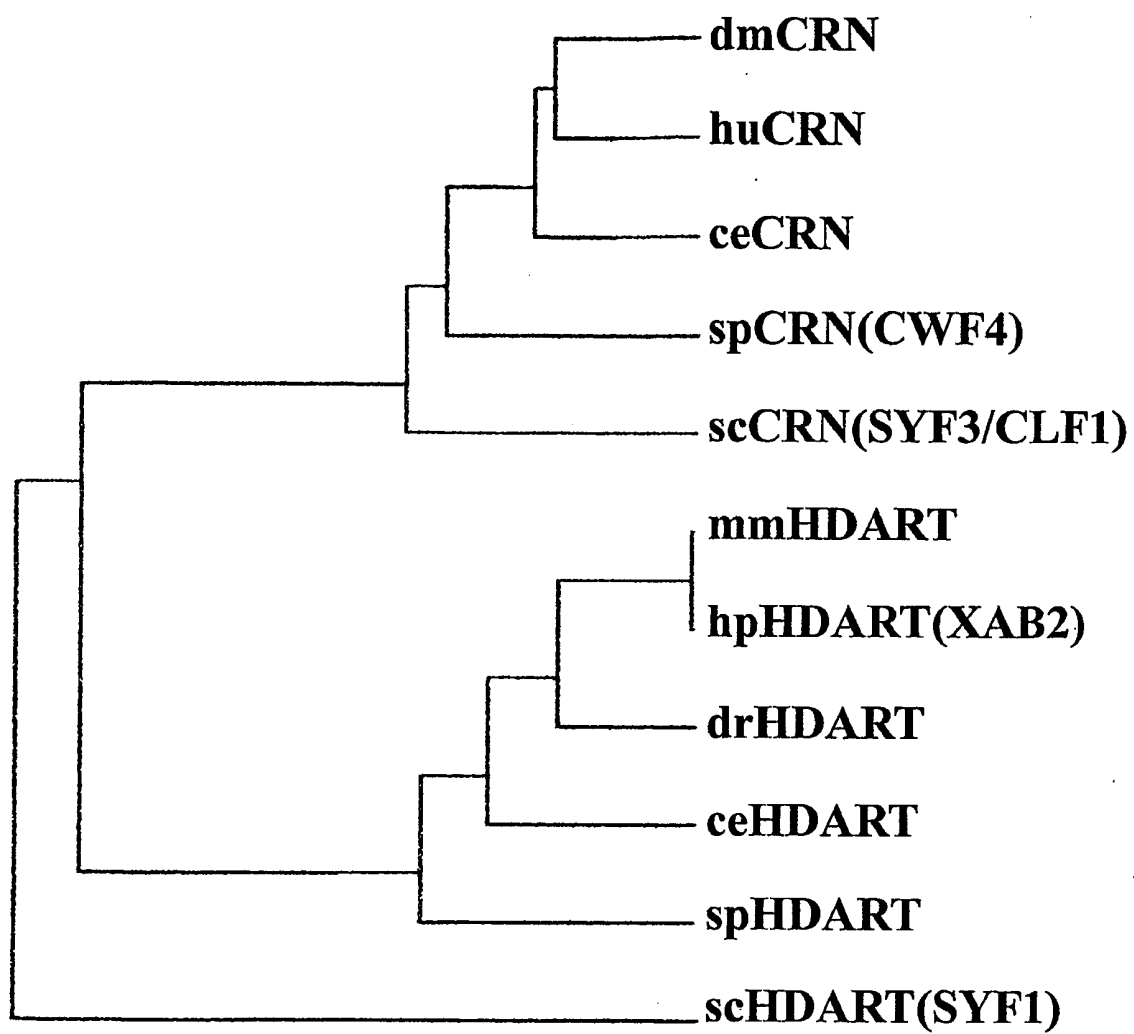 dmCRN
huCRN
ceCRN
spCRN(CWF4)
scCRN(SYF3/CLF1)
mmHDART
hpHDART(XAB2)
drHDART
ceHDART
spHDART
scHDART(SYF1)